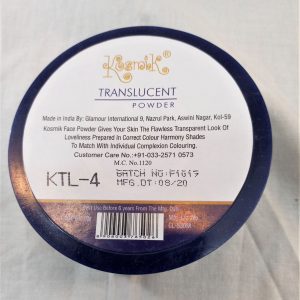 Kosmik
TRANSLUCENT
POWDER
Made in India By: Glamour International 9, Nazrul Park, Aswini Nagar, Kol-59
Kosmik Face Powder Gives Your Skin The Flawless Transparent Look Of
Loveliness Prepared In Correct Colour Harmony Shades
To Match With Individual Complexion Colouring.
Customer Care No:+91-033-2571 0573
M.C. No.1120
KTL-4
BATCH NO:
MFG.DT:08/20
Best Use Before 6 years From The Mfg. Date